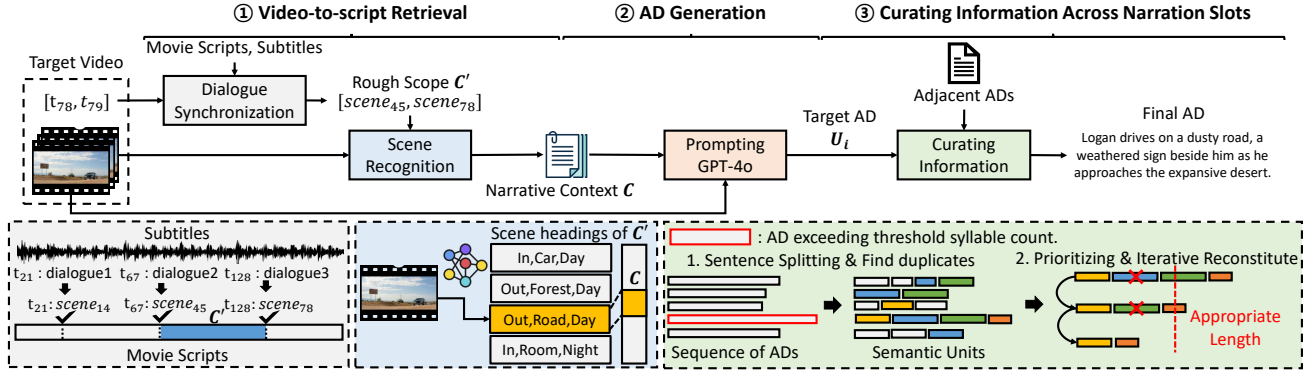 ① Video-to-script Retrieval
② AD Generation
③ Curating Information Across Narration Slots
Movie Scripts, Subtitles
Target Video
[t₇₈, t₇₉]
Dialogue
Synchronization
Rough Scope C′
[scene₄₅, scene₇₈]
Scene
Recognition
Narrative Context C
Prompting
GPT-4o
Target AD
Uᵢ
Adjacent ADs
Curating
Information
Final AD
Logan drives on a dusty road, a
weathered sign beside him as he
approaches the expansive desert.
Subtitles
t₂₁ : dialogue1 t₆₇: dialogue2 t₁₂₈: dialogue3
t₂₁: scene₁₄ t₆₇: scene₄₅ t₁₂₈: scene₇₈
C′
Movie Scripts
Scene headings of C′
In,Car,Day
Out,Forest,Day
Out,Road,Day
In,Room,Night
C
: AD exceeding threshold syllable count.
1. Sentence Splitting & Find duplicates
2. Prioritizing & Iterative Reconstitute
Sequence of ADs
Semantic Units
Appropriate
Length